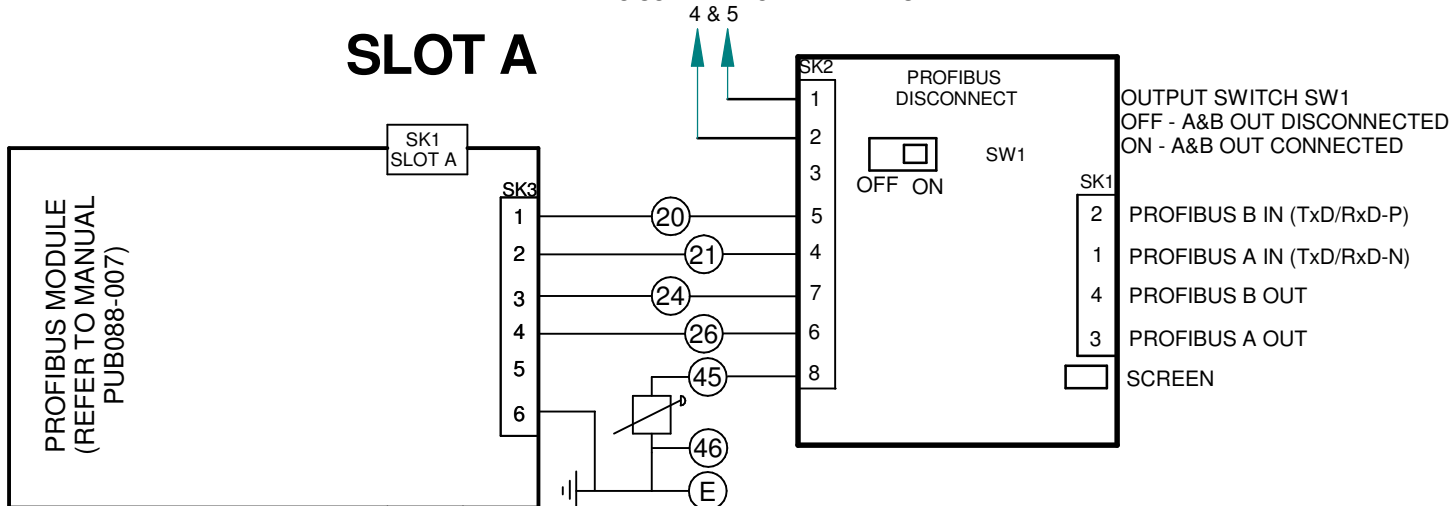 4 & 5
SLOT A
SK1
SLOT A
PROFIBUS MODULE
(REFER TO MANUAL
PUB088-007)
SK3
1
2
3
4
5
6
20
21
24
26
45
46
E
SK2
1
2
3
5
4
7
6
8
PROFIBUS
DISCONNECT
SW1
OFF ON
SK1
2
1
4
3
OUTPUT SWITCH SW1
OFF - A&B OUT DISCONNECTED
ON - A&B OUT CONNECTED
PROFIBUS B IN (TxD/RxD-P)
PROFIBUS A IN (TxD/RxD-N)
PROFIBUS B OUT
PROFIBUS A OUT
SCREEN